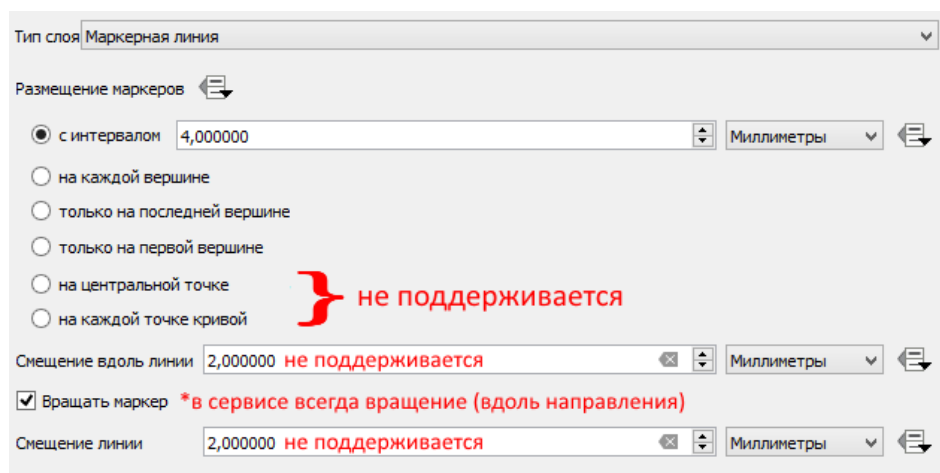 Тип слоя Маркерная линия
Размещение маркеров
с интервалом 4,000000 Миллиметры
на каждой вершине
только на последней вершине
только на первой вершине
на центральной точке
} не поддерживается
на каждой точке кривой
Смещение вдоль линии 2,000000 не поддерживается Миллиметры
Вращать маркер *в сервисе всегда вращение (вдоль направления)
Смещение линии 2,000000 не поддерживается Миллиметры